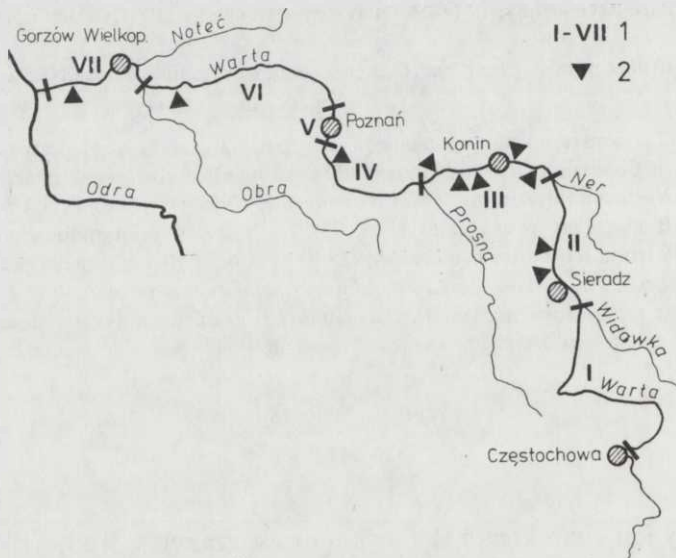 Gorzów Wielkop.
Noteć
I-VII 1
2
VII
Warta
VI
V
Poznań
Konin
IV
Ner
Odra
Obra
III
Prosna
II
Sieradz
Widawka
I
Warta
Częstochowa